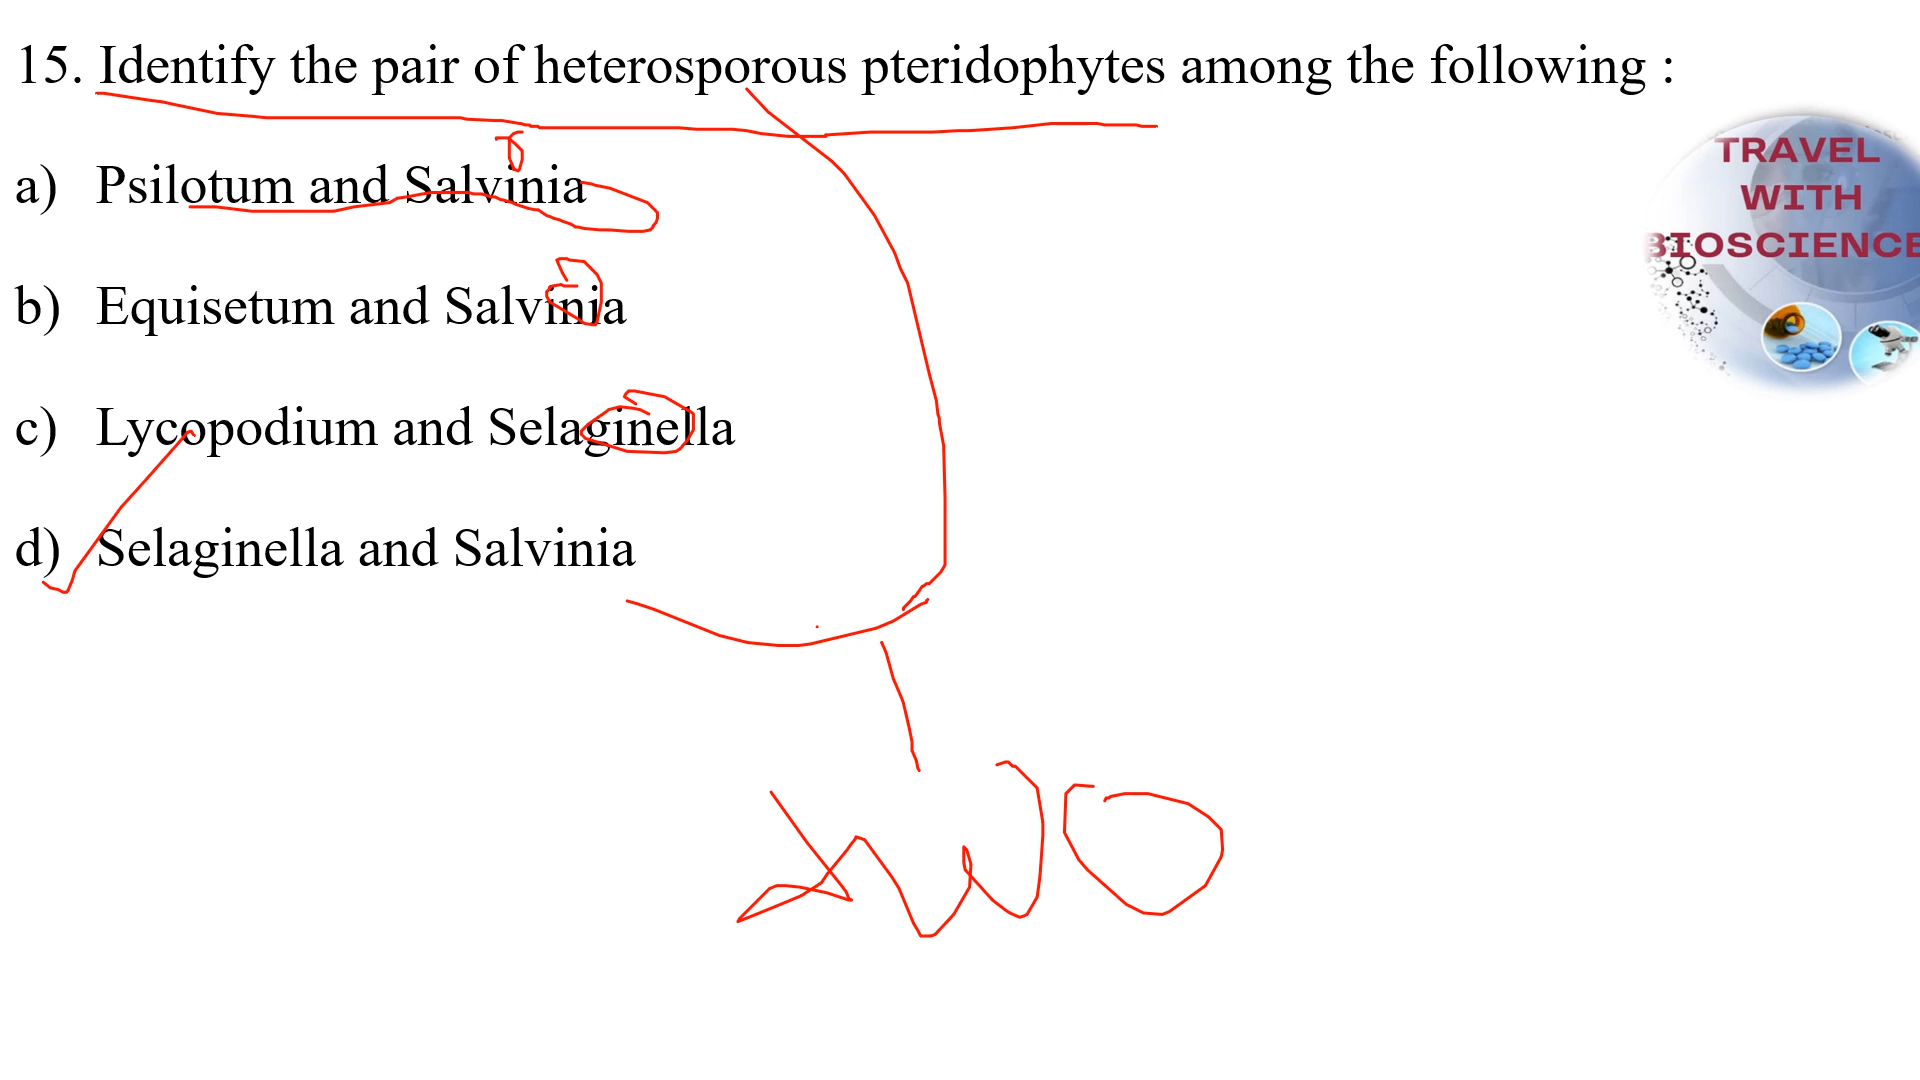 15. Identify the pair of heterosporous pteridophytes among the following :
a) Psilotum and Salvinia
b) Equisetum and Salvinia
c) Lycopodium and Selaginella
d) Selaginella and Salvinia
TRAVEL
WITH
BIOSCIENCE